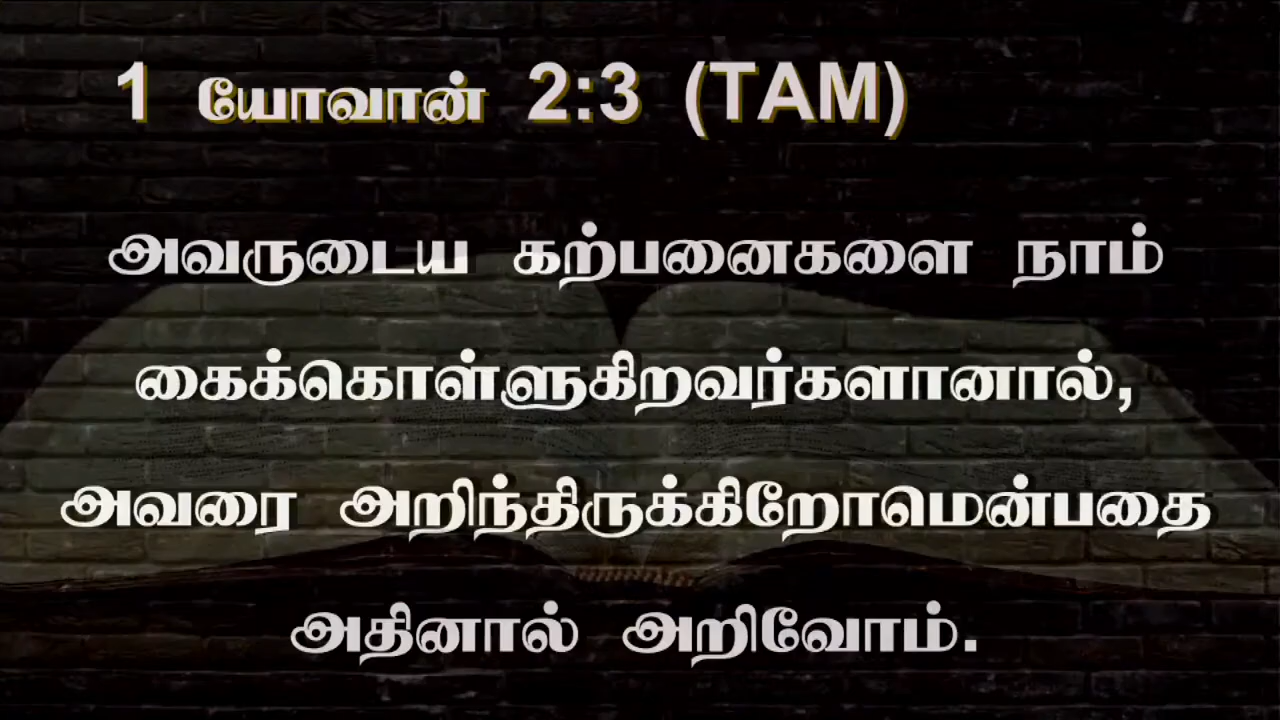 1 யோவான் 2:3 (TAM)
அவருடைய கற்பனைகளை நாம்
கைக்கொள்ளுகிறவர்களானால்,
அவரை அறிந்திருக்கிறோமென்பதை
அதினால் அறிவோம்.